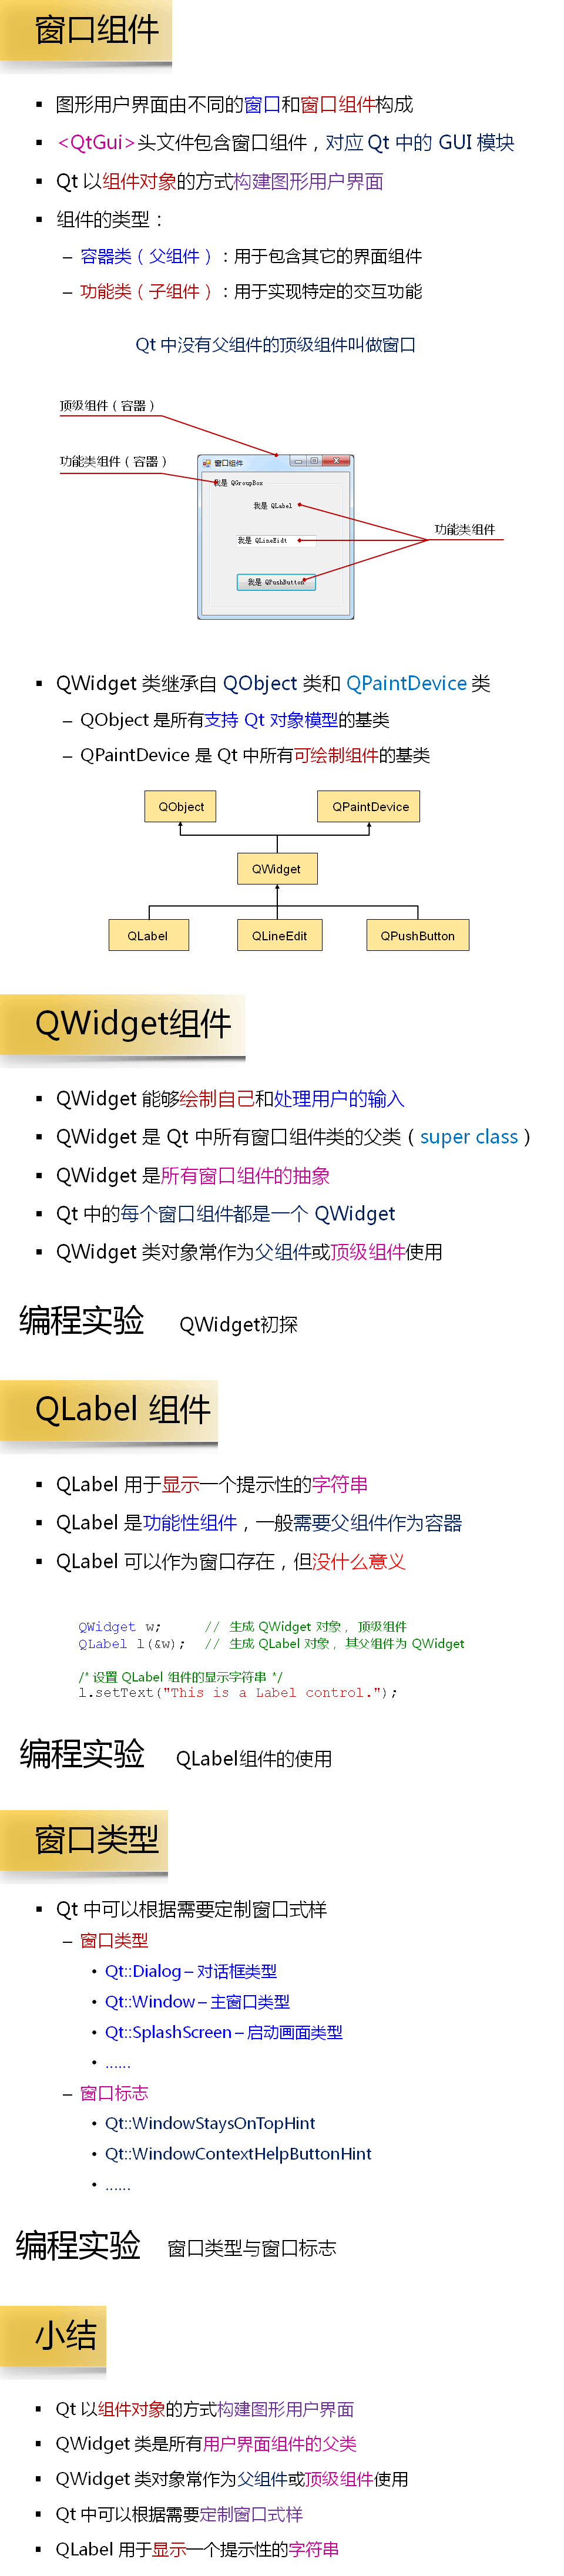 窗口组件
▪ 图形用户界面由不同的窗口和窗口组件构成
▪ <QtGui>头文件包含窗口组件，对应 Qt 中的 GUI 模块
▪ Qt 以组件对象的方式构建图形用户界面
▪ 组件的类型：
– 容器类（父组件）：用于包含其它的界面组件
– 功能类（子组件）：用于实现特定的交互功能
Qt 中没有父组件的顶级组件叫做窗口
顶级组件（容器）
功能类组件（容器）
窗口组件
我是 QGroupBox
我是 QLabel
功能类组件
我是 QLineEidt
我是 QPushButton
▪ QWidget 类继承自 QObject 类和 QPaintDevice 类
– QObject 是所有支持 Qt 对象模型的基类
– QPaintDevice 是 Qt 中所有可绘制组件的基类
QObject
QPaintDevice
QWidget
QLabel
QLineEdit
QPushButton
QWidget组件
▪ QWidget 能够绘制自己和处理用户的输入
▪ QWidget 是 Qt 中所有窗口组件类的父类（super class）
▪ QWidget 是所有窗口组件的抽象
▪ Qt 中的每个窗口组件都是一个 QWidget
▪ QWidget 类对象常作为父组件或顶级组件使用
编程实验 QWidget初探
QLabel 组件
▪ QLabel 用于显示一个提示性的字符串
▪ QLabel 是功能性组件，一般需要父组件作为容器
▪ QLabel 可以作为窗口存在，但没什么意义
QWidget w; // 生成 QWidget 对象， 顶级组件
QLabel l(&w); // 生成 QLabel 对象， 其父组件为 QWidget
/* 设置 QLabel 组件的显示字符串 */
l.setText("This is a Label control.");
编程实验 QLabel组件的使用
窗口类型
▪ Qt 中可以根据需要定制窗口式样
– 窗口类型
• Qt::Dialog – 对话框类型
• Qt::Window – 主窗口类型
• Qt::SplashScreen – 启动画面类型
• ......
– 窗口标志
• Qt::WindowStaysOnTopHint
• Qt::WindowContextHelpButtonHint
• ......
编程实验 窗口类型与窗口标志
小结
▪ Qt 以组件对象的方式构建图形用户界面
▪ QWidget 类是所有用户界面组件的父类
▪ QWidget 类对象常作为父组件或顶级组件使用
▪ Qt 中可以根据需要定制窗口式样
▪ QLabel 用于显示一个提示性的字符串